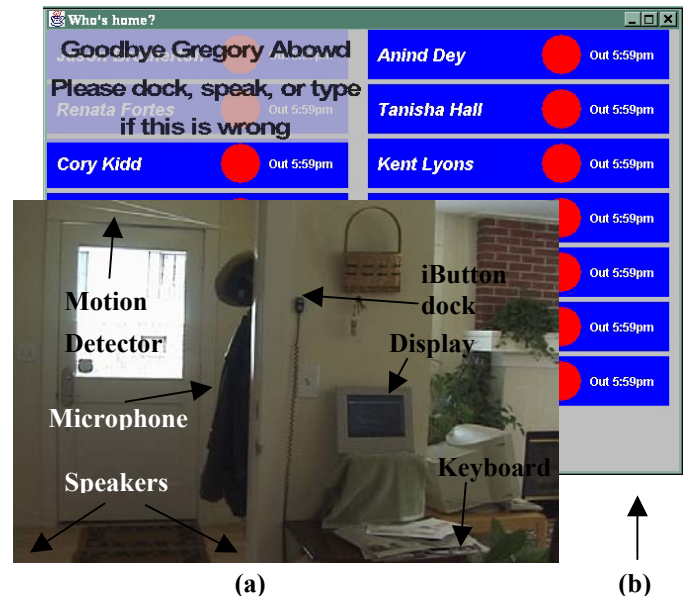 Who's home?
Goodbye Gregory Abowd
Please dock, speak, or type
if this is wrong
Out 5:59pm
Renata Fortes Out 5:59pm
Cory Kidd Out 5:59pm
Anind Dey Out 5:59pm
Tanisha Hall Out 5:59pm
Kent Lyons Out 5:59pm
Out 5:59pm
Out 5:59pm
Out 5:59pm
Out 5:59pm
Motion
Detector
Microphone
Speakers
iButton
dock
Display
Keyboard
(a)
(b)